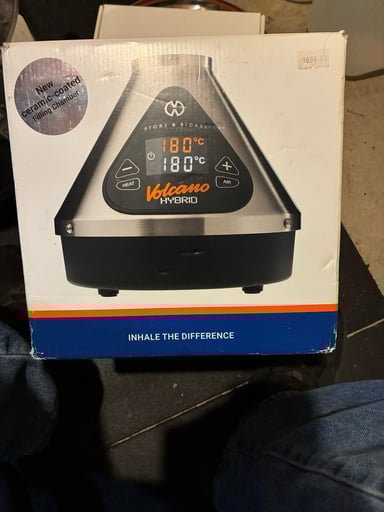 New
ceramic-coated
Filling Chamber
STORZ & BICKEL
180°C
180°C
HEAT
AIR
Volcano
HYBRID
INHALE THE DIFFERENCE